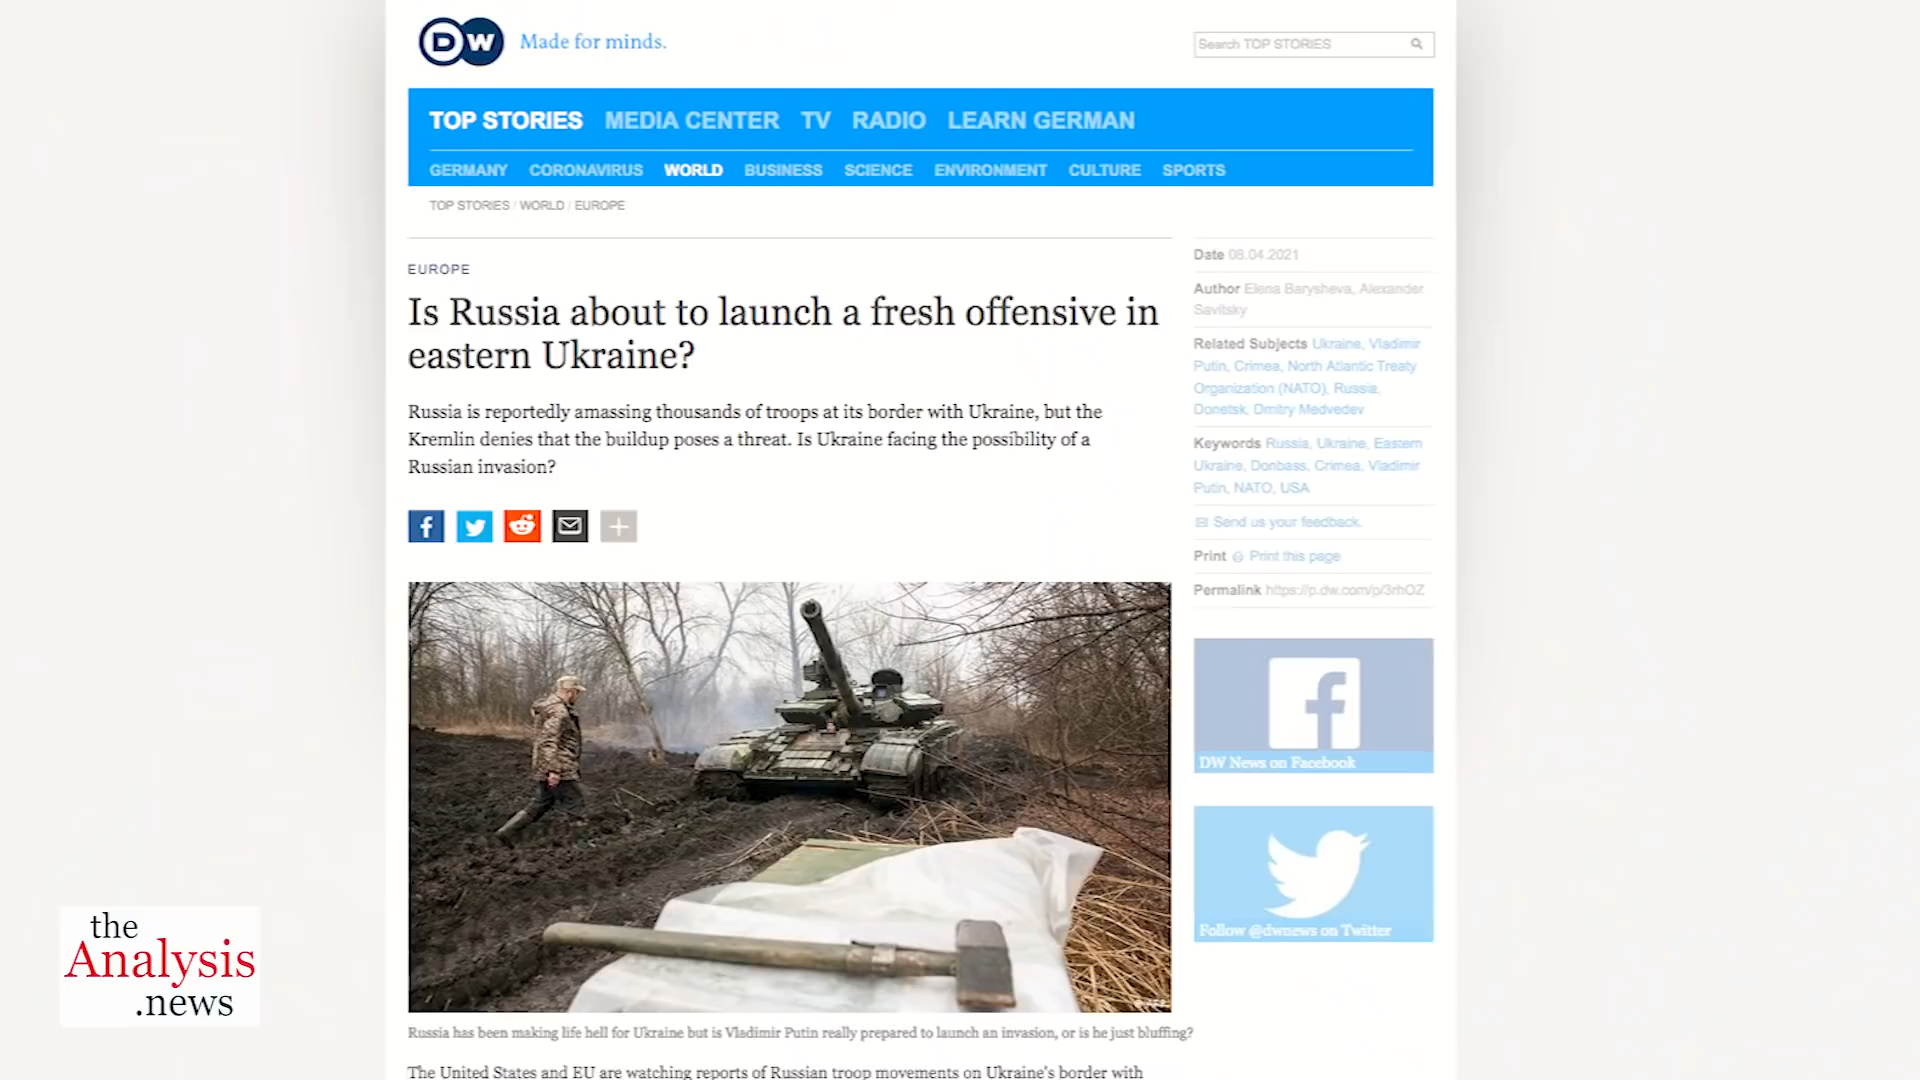 DW Made for minds.
Search TOP STORIES
TOP STORIES MEDIA CENTER TV RADIO LEARN GERMAN
GERMANY CORONAVIRUS WORLD BUSINESS SCIENCE ENVIRONMENT CULTURE SPORTS
TOP STORIES / WORLD / EUROPE
EUROPE
Is Russia about to launch a fresh offensive in
eastern Ukraine?
Russia is reportedly amassing thousands of troops at its border with Ukraine, but the
Kremlin denies that the buildup poses a threat. Is Ukraine facing the possibility of a
Russian invasion?
Russia has been making life hell for Ukraine but is Vladimir Putin really prepared to launch an invasion, or is he just bluffing?
The United States and EU are watching reports of Russian troop movements on Ukraine's border with
Date 08.04.2021
Author Elena Barysheva, Alexander
Savitsky
Related Subjects Ukraine, Vladimir
Putin, Crimea, North Atlantic Treaty
Organization (NATO), Russia,
Donetsk, Dmitry Medvedev
Keywords Russia, Ukraine, Eastern
Ukraine, Donbass, Crimea, Vladimir
Putin, NATO, USA
Send us your feedback.
Print Print this page
Permalink https://p.dw.com/p/3rhOZ
DW News on Facebook
Follow @dwnews on Twitter
the
Analysis
.news